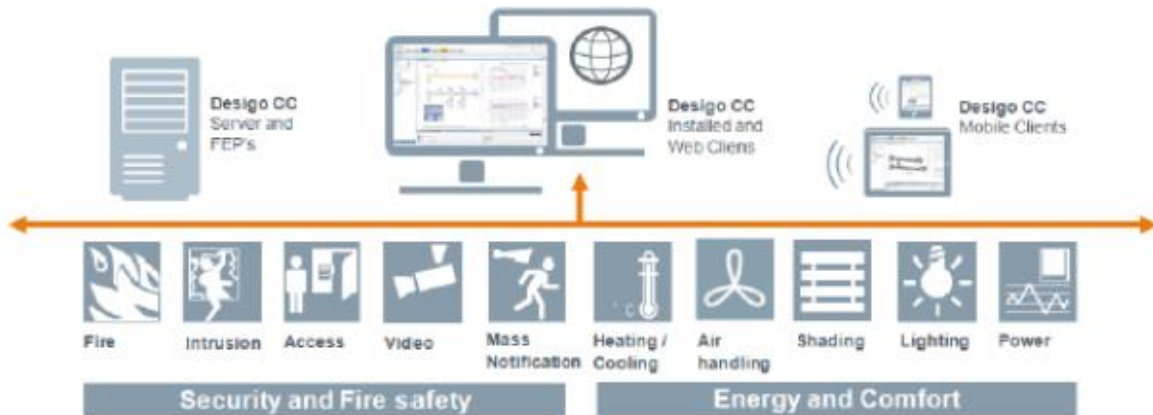 Desigo CC
Server and
FEP's
Desigo CC
Installed and
Web Cliens
Desigo CC
Mobile Clients
Fire
Intrusion
Access
Video
Mass
Notification
Heating /
Cooling
Air
handling
Shading
Lighting
Power
° C
Security and Fire safety
Energy and Comfort